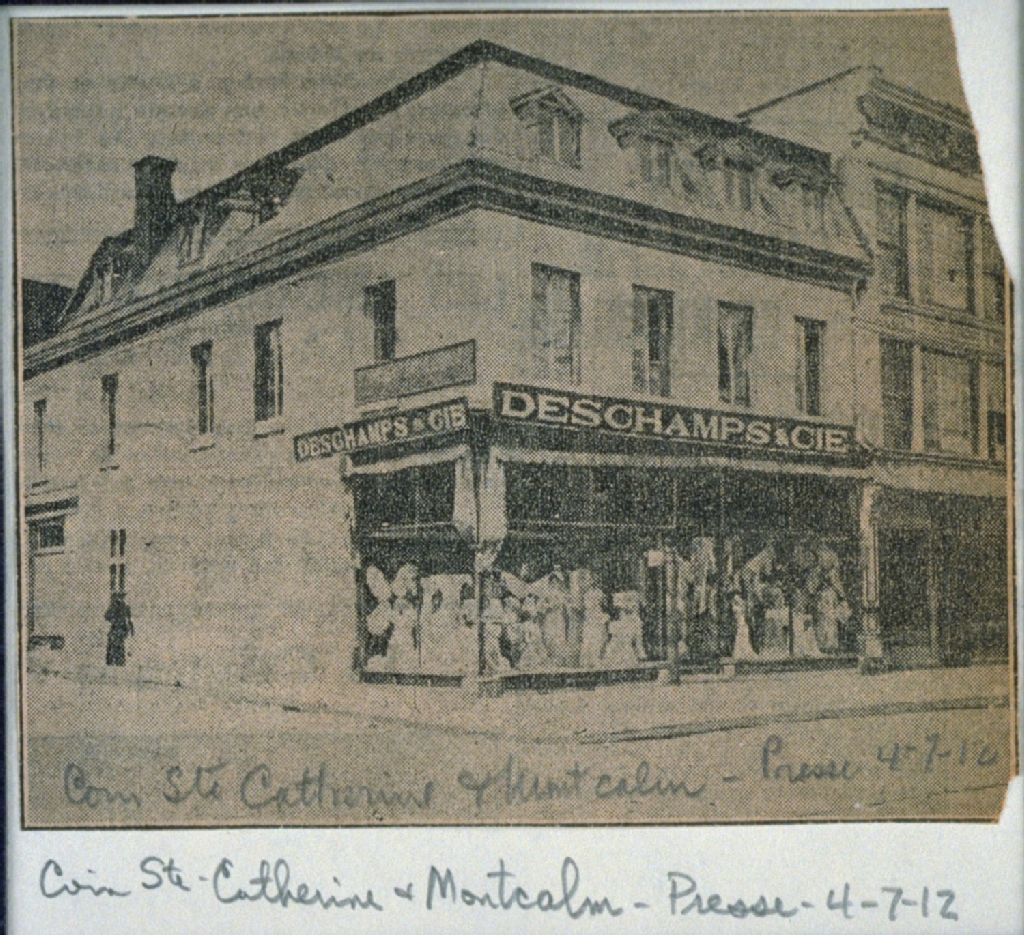 DESCHAMPS & CIE
DESCHAMPS & CIE
Coin Ste Catherine & Montcalm - Presse 4-7-12
Coin Ste-Catherine & Montcalm - Presse - 4-7-12